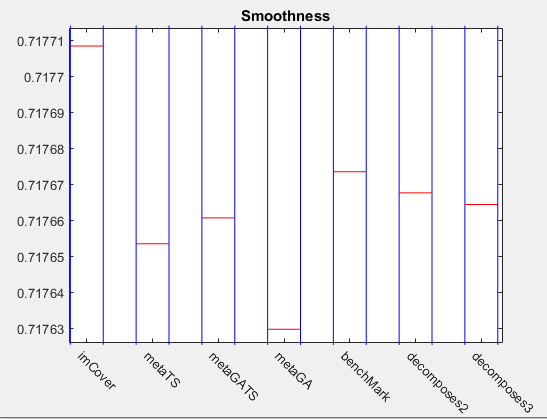 Smoothness
0.71771
0.7177
0.71769
0.71768
0.71767
0.71766
0.71765
0.71764
0.71763
imCover
metaTS
metaGATS
metaGA
benchMark
decomposes2
decomposes3